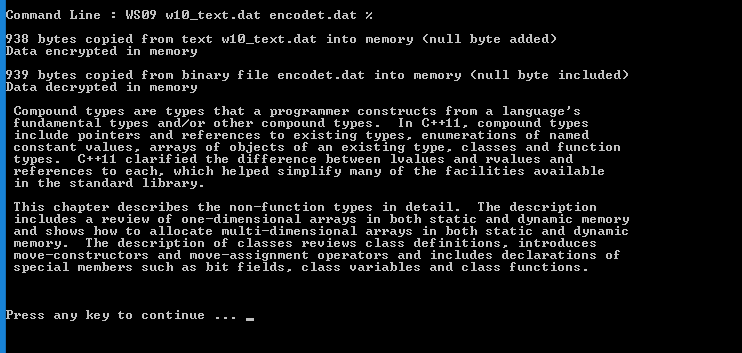 Command Line : WS09 w10_text.dat encodet.dat %
938 bytes copied from text w10_text.dat into memory (null byte added)
Data encrypted in memory
939 bytes copied from binary file encodet.dat into memory (null byte included)
Data decrypted in memory
Compound types are types that a programmer constructs from a language's
fundamental types and/or other compound types.  In C++11, compound types
include pointers and references to existing types, enumerations of named
constant values, arrays of objects of an existing type, classes and function
types.  C++11 clarified the difference between lvalues and rvalues and
references to each, which helped simplify many of the facilities available
in the standard library.
This chapter describes the non-function types in detail.  The description
includes a review of one-dimensional arrays in both static and dynamic memory
and shows how to allocate multi-dimensional arrays in both static and dynamic
memory.  The description of classes reviews class definitions, introduces
move-constructors and move-assignment operators and includes declarations of
special members such as bit fields, class variables and class functions.
Press any key to continue ... _